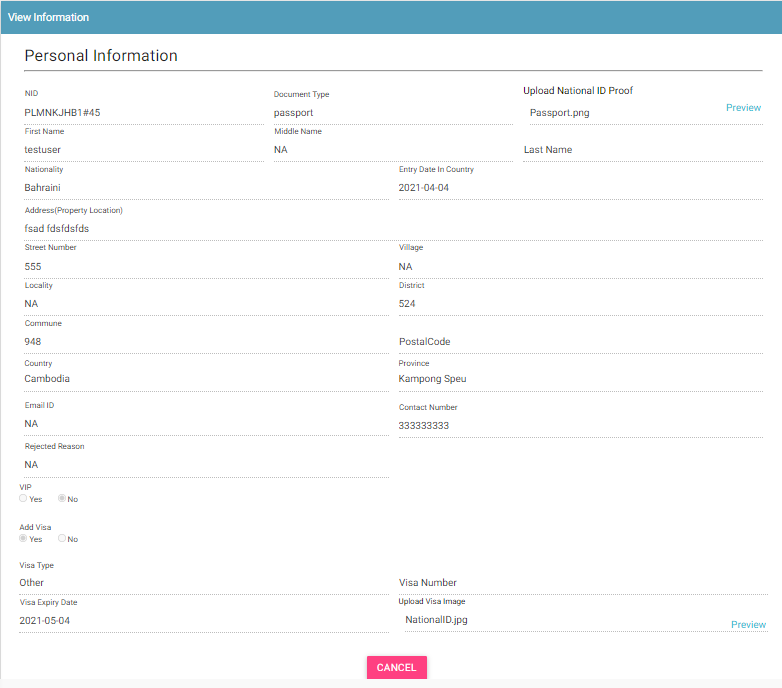 View Information
Personal Information
NID
Document Type
Upload National ID Proof
PLMNKJHB1#45
passport
Passport.png
Preview
First Name
Middle Name
testuser
NA
Last Name
Nationality
Entry Date In Country
Bahraini
2021-04-04
Address(Property Location)
fsad fdsfdsfds
Street Number
Village
555
NA
Locality
District
NA
524
Commune
948
PostalCode
Country
Province
Cambodia
Kampong Speu
Email ID
Contact Number
NA
333333333
Rejected Reason
NA
VIP
Yes No
Add Visa
Yes No
Visa Type
Other
Visa Number
Visa Expiry Date
Upload Visa Image
2021-05-04
NationalID.jpg
Preview
CANCEL